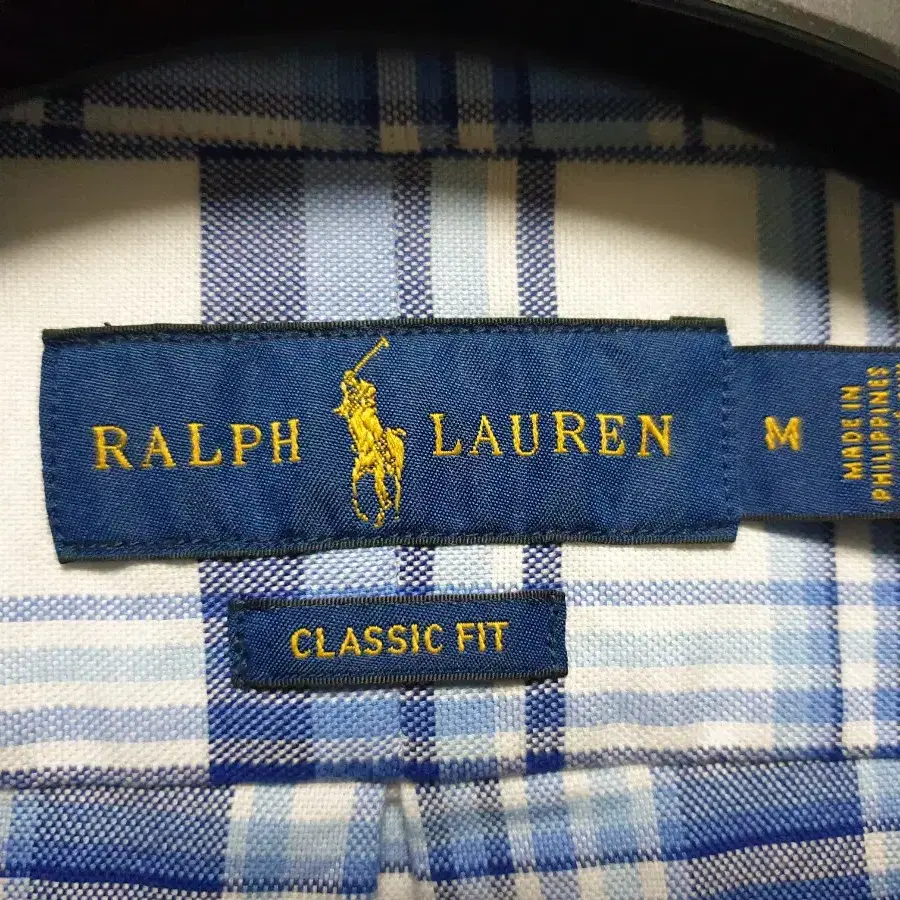 RALPH LAUREN
M
MADE IN
PHILIPPINES
CLASSIC FIT